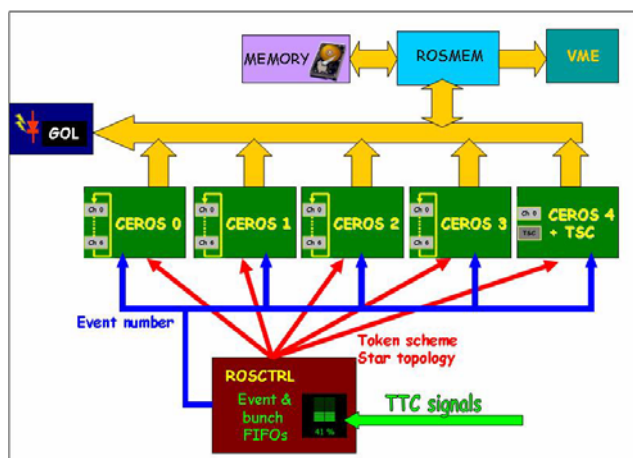 MEMORY
ROSMEM
VME
GOL
Ch 0
Ch 6
CEROS 0
Ch 0
Ch 6
CEROS 1
Ch 0
Ch 6
CEROS 2
Ch 0
Ch 6
CEROS 3
Ch 0
TSC
CEROS 4
+ TSC
Event number
Token scheme
Star topology
ROSCTRL
Event &
bunch
FIFOs
41 %
TTC signals